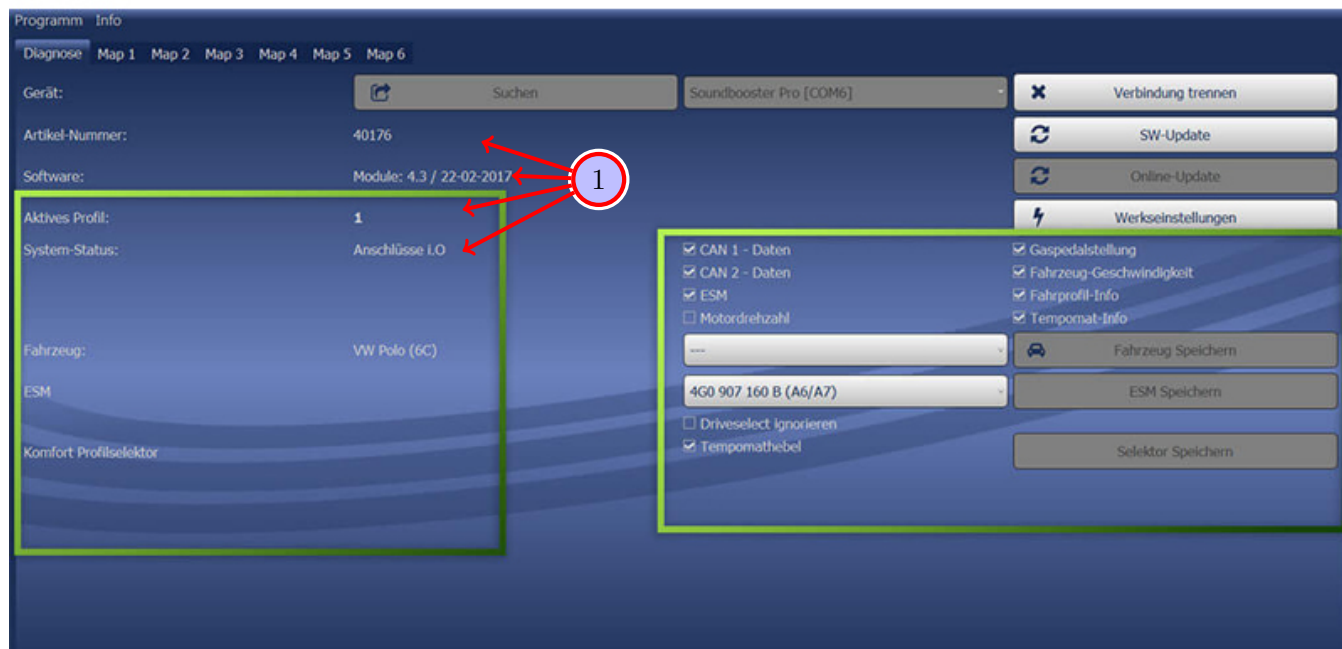 Programm Info
Diagnose Map 1 Map 2 Map 3 Map 4 Map 5 Map 6
Gerät: Suchen Soundbooster Pro [COM6] Verbindung trennen
Artikel-Nummer: 40176 SW-Update
Software: Module: 4.3 / 22-02-2017 1 Online-Update
Aktives Profil: 1 Werkseinstellungen
System-Status: Anschlüsse i.O CAN 1 - Daten Gaspedalstellung
CAN 2 - Daten Fahrzeug-Geschwindigkeit
ESM Fahrprofil-Info
Motordrehzahl Tempomat-Info
Fahrzeug: VW Polo (6C) --- Fahrzeug Speichern
ESM 4G0 907 160 B (A6/A7) ESM Speichern
Driveselect ignorieren
Komfort Profilselektor Tempomathebel Selektor Speichern